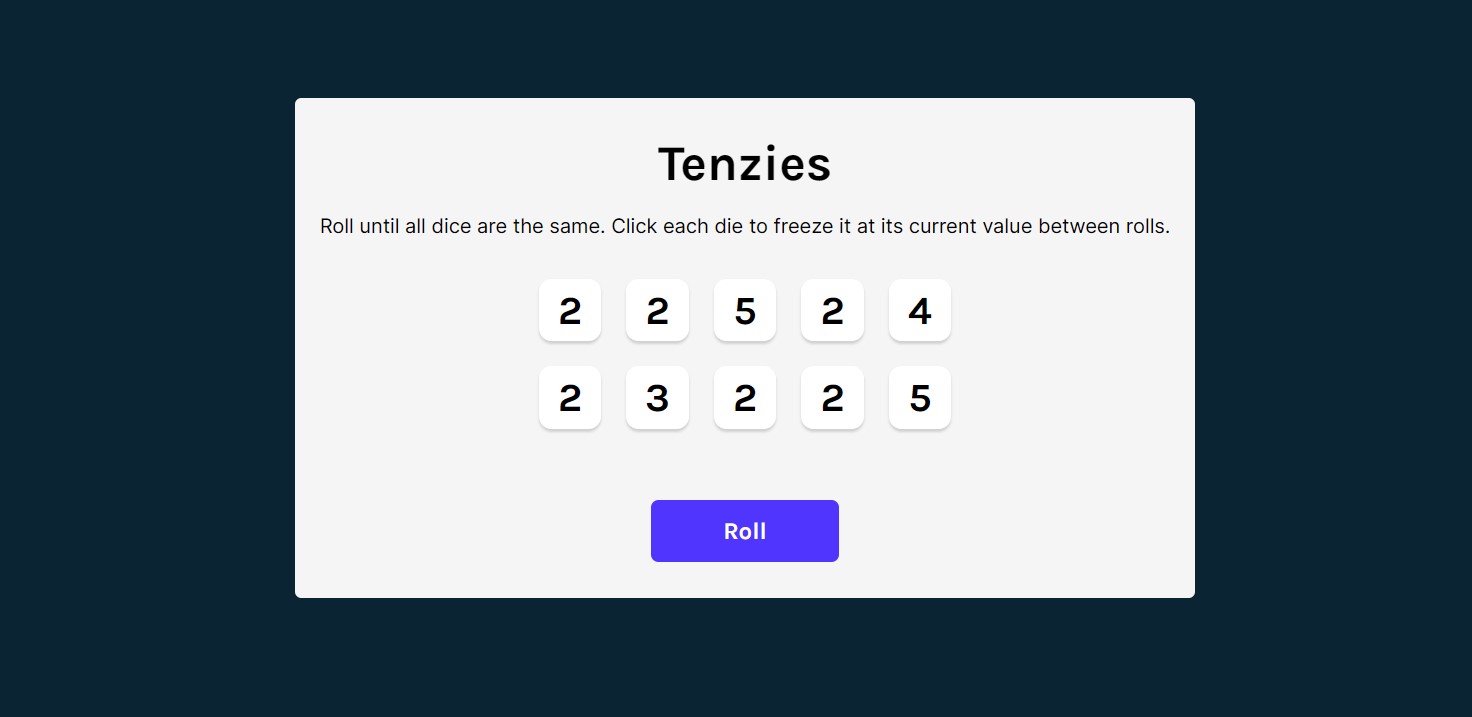 Tenzies
Roll until all dice are the same. Click each die to freeze it at its current value between rolls.
2 2 5 2 4
2 3 2 2 5
Roll